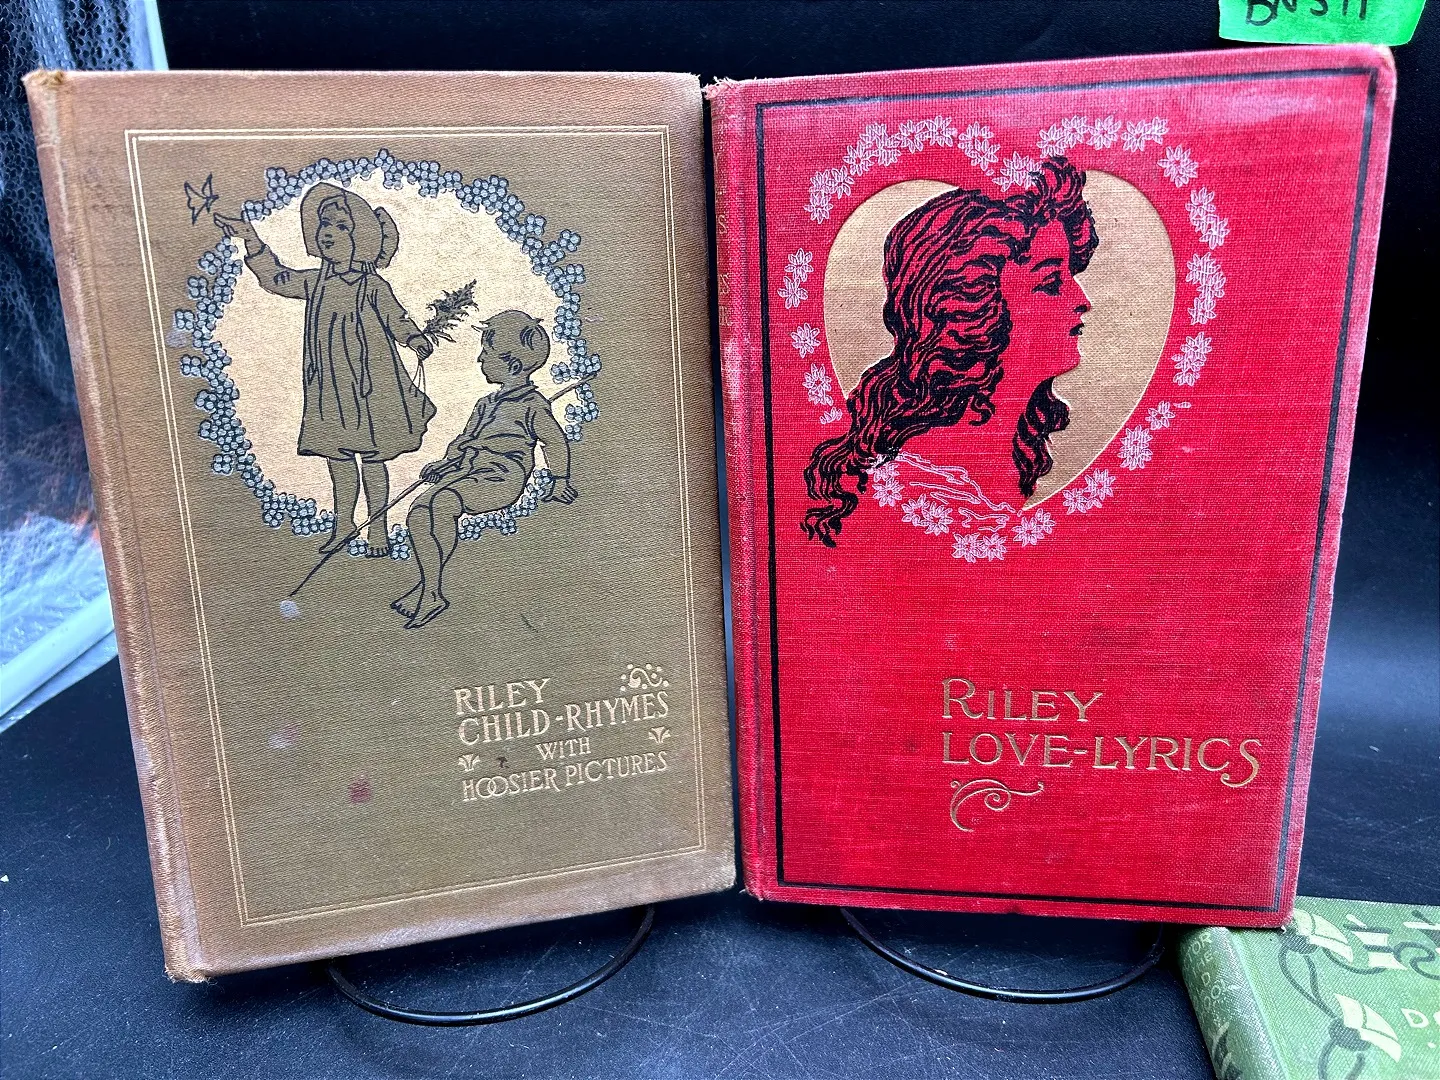 RILEY
CHILD-RHYMES
WITH
HOOSIER PICTURES
RILEY
LOVE-LYRICS